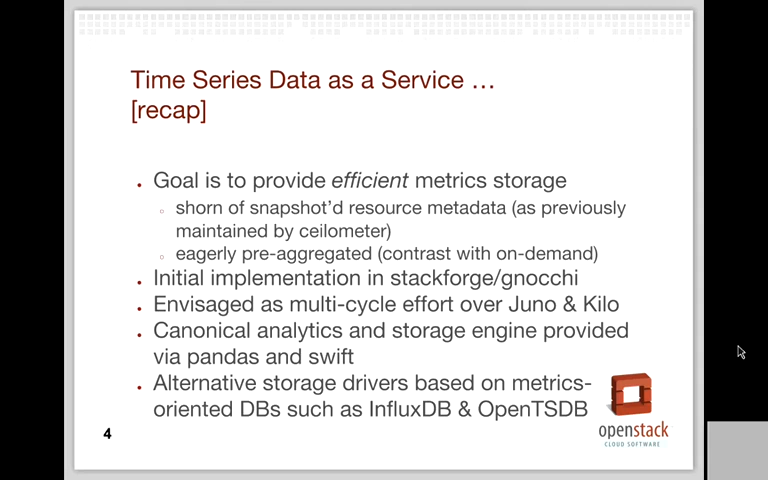 Time Series Data as a Service …
[recap]
• Goal is to provide efficient metrics storage
○ shorn of snapshot’d resource metadata (as previously
maintained by ceilometer)
○ eagerly pre-aggregated (contrast with on-demand)
• Initial implementation in stackforge/gnocchi
• Envisaged as multi-cycle effort over Juno & Kilo
• Canonical analytics and storage engine provided
via pandas and swift
• Alternative storage drivers based on metrics-
oriented DBs such as InfluxDB & OpenTSDB
4
openstack
CLOUD SOFTWARE